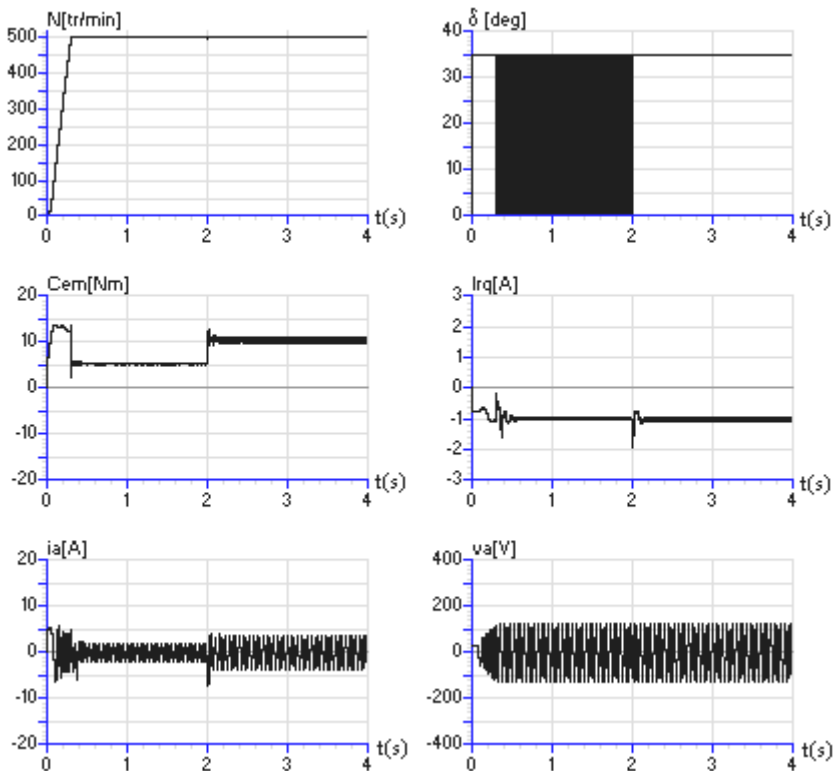 N[tr/min]
500
400
300
200
100
0
0 1 2 3 4
t(s)
δ [deg]
40
30
20
10
0
0 1 2 3 4
t(s)
Cem[Nm]
20
10
0
-10
-20
0 1 2 3 4
t(s)
Irq[A]
3
2
1
0
-1
-2
-3
0 1 2 3 4
t(s)
ia[A]
20
10
0
-10
-20
0 1 2 3 4
t(s)
va[V]
400
200
0
-200
-400
0 1 2 3 4
t(s)